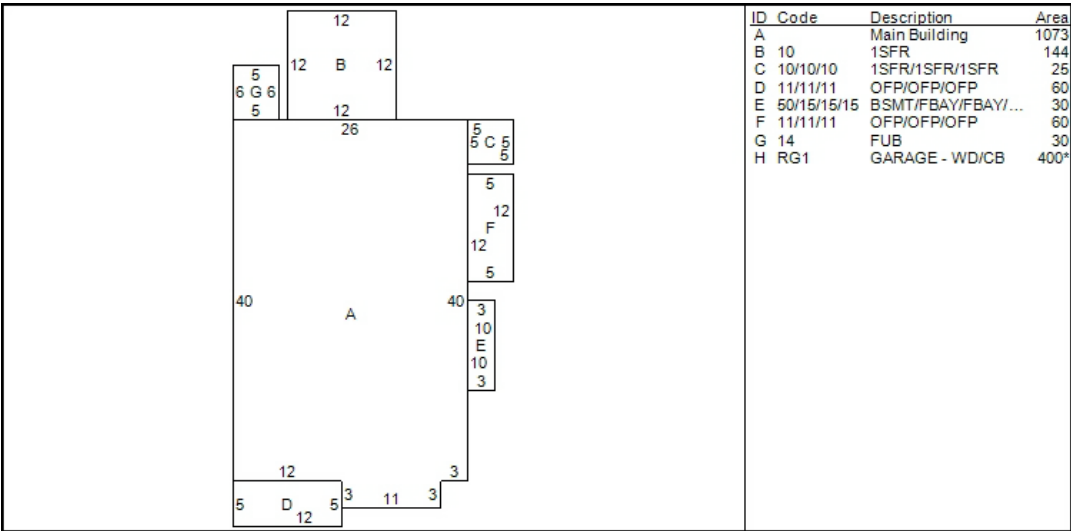 12
12 B 12
12
5
6 G 6
5
26
5
5 C 5
5
5
12
F
12
5
40
A
40
3
10
E
10
3
12
3
5 D 5
12
3 11 3
ID Code Description Area
A Main Building 1073
B 10 1SFR 144
C 10/10/10 1SFR/1SFR/1SFR 25
D 11/11/11 OFP/OFP/OFP 60
E 50/15/15/15 BSMT/FBAY/FBAY/... 30
F 11/11/11 OFP/OFP/OFP 60
G 14 FUB 30
H RG1 GARAGE - WD/CB 400*